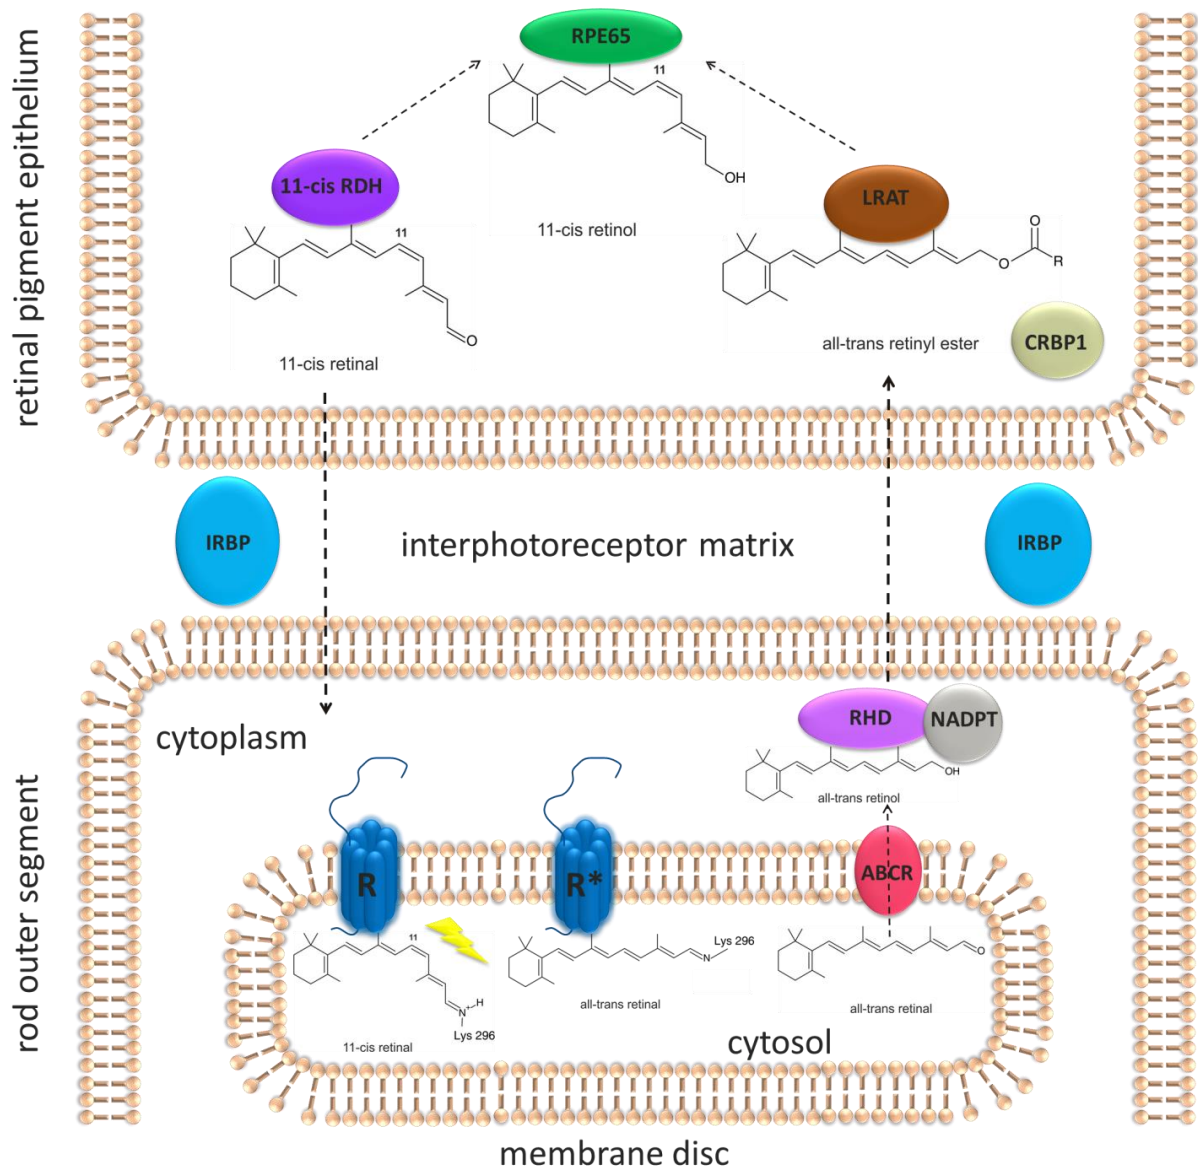 retinal pigment epithelium
RPE65
11
OH
11-cis retinol
11-cis RDH
11
O
11-cis retinal
LRAT
O
O
R
all-trans retinyl ester
CRBP1
IRBP
interphotoreceptor matrix
IRBP
rod outer segment
cytoplasm
RHD
NADPT
OH
all-trans retinol
R
R*
ABCR
11
N+
H
Lys 296
11-cis retinal
N
Lys 296
all-trans retinal
O
all-trans retinal
cytosol
membrane disc